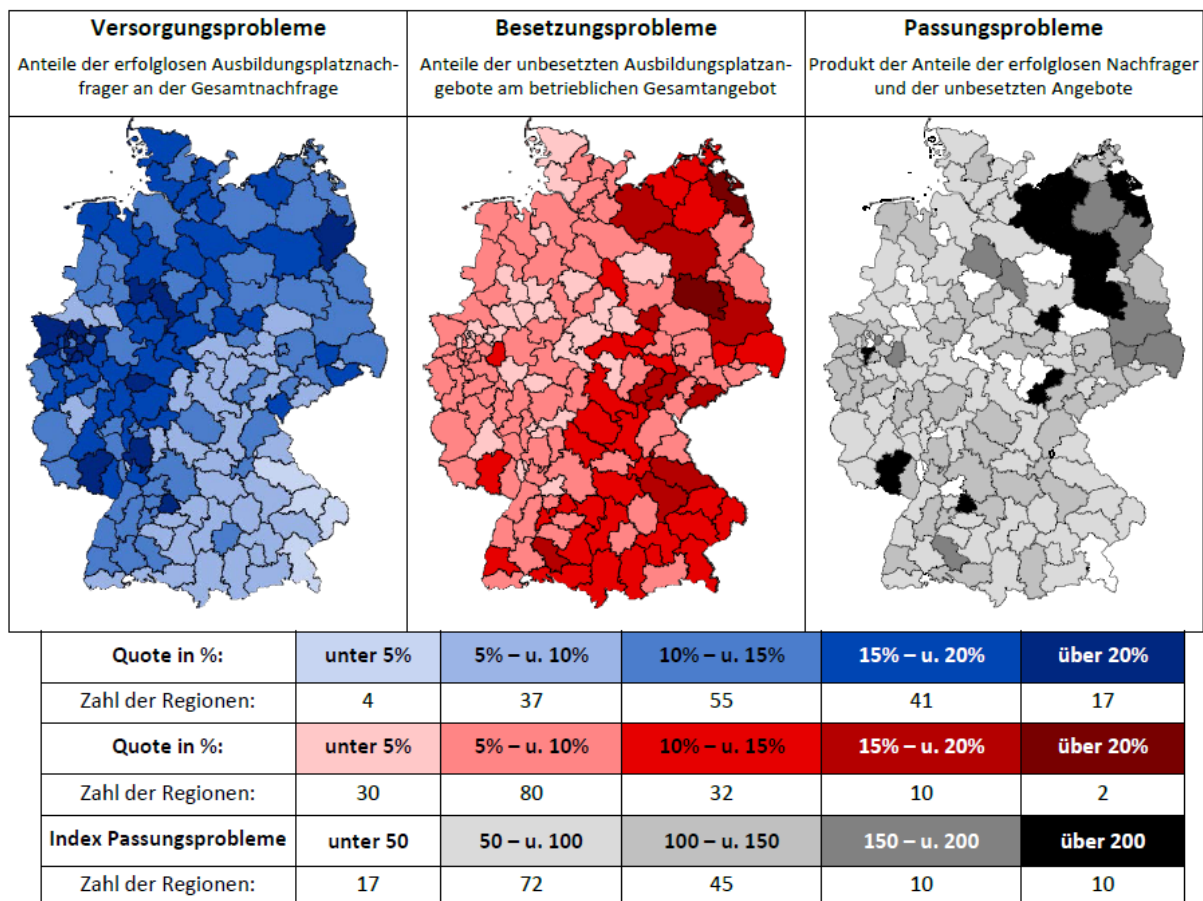 Versorgungsprobleme
Anteile der erfolglosen Ausbildungsplatznach-
frager an der Gesamtnachfrage
Besetzungsprobleme
Anteile der unbesetzten Ausbildungsplatzan-
gebote am betrieblichen Gesamtangebot
Passungsprobleme
Produkt der Anteile der erfolglosen Nachfrager
und der unbesetzten Angebote
Quote in %: unter 5% 5% – u. 10% 10% – u. 15% 15% – u. 20% über 20%
Zahl der Regionen: 4 37 55 41 17
Quote in %: unter 5% 5% – u. 10% 10% – u. 15% 15% – u. 20% über 20%
Zahl der Regionen: 30 80 32 10 2
Index Passungsprobleme unter 50 50 – u. 100 100 – u. 150 150 – u. 200 über 200
Zahl der Regionen: 17 72 45 10 10